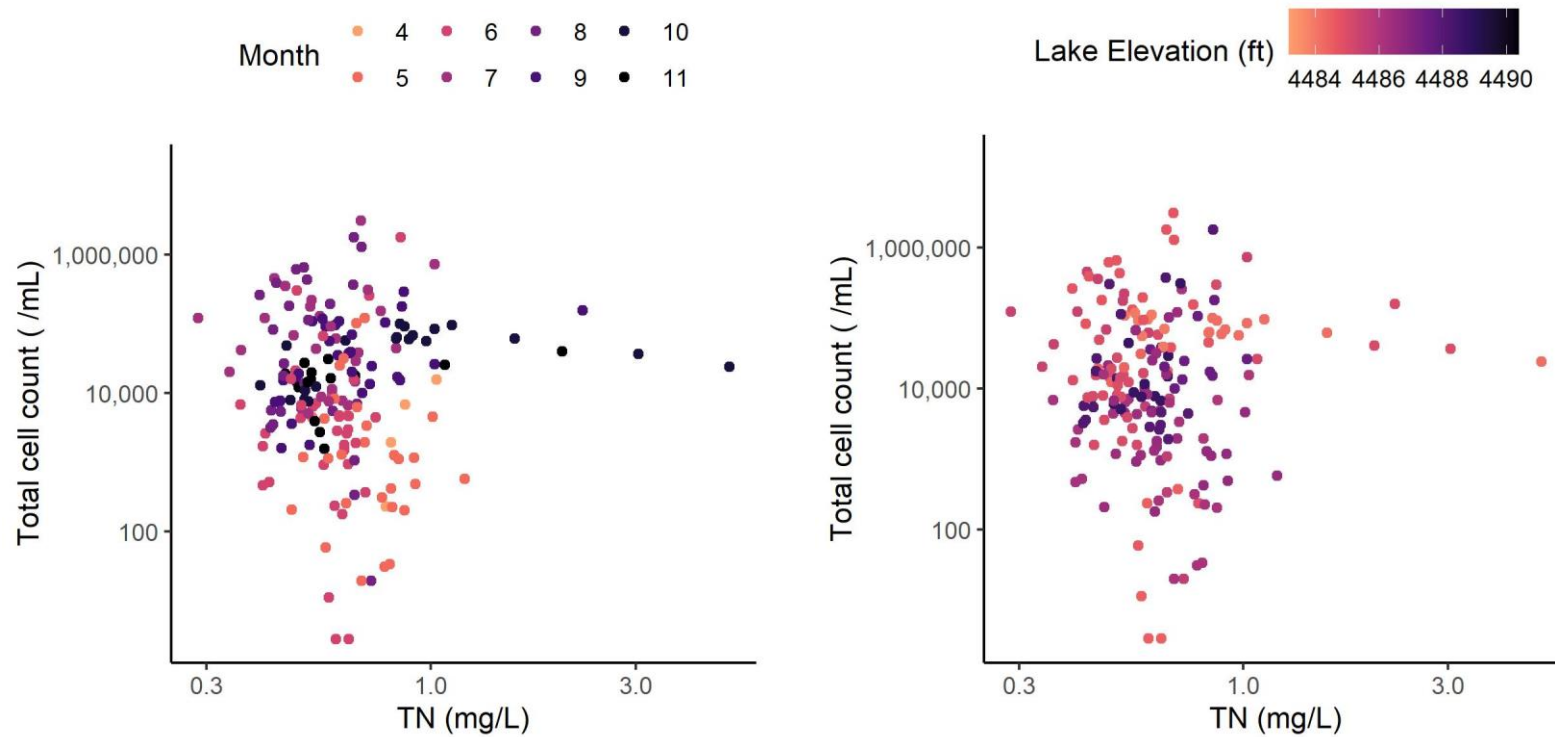 Month
4 6 8 10
5 7 9 11
Total cell count ( /mL)
1,000,000
10,000
100
0.3 1.0 3.0
TN (mg/L)
Lake Elevation (ft)
4484 4486 4488 4490
Total cell count ( /mL)
1,000,000
10,000
100
0.3 1.0 3.0
TN (mg/L)